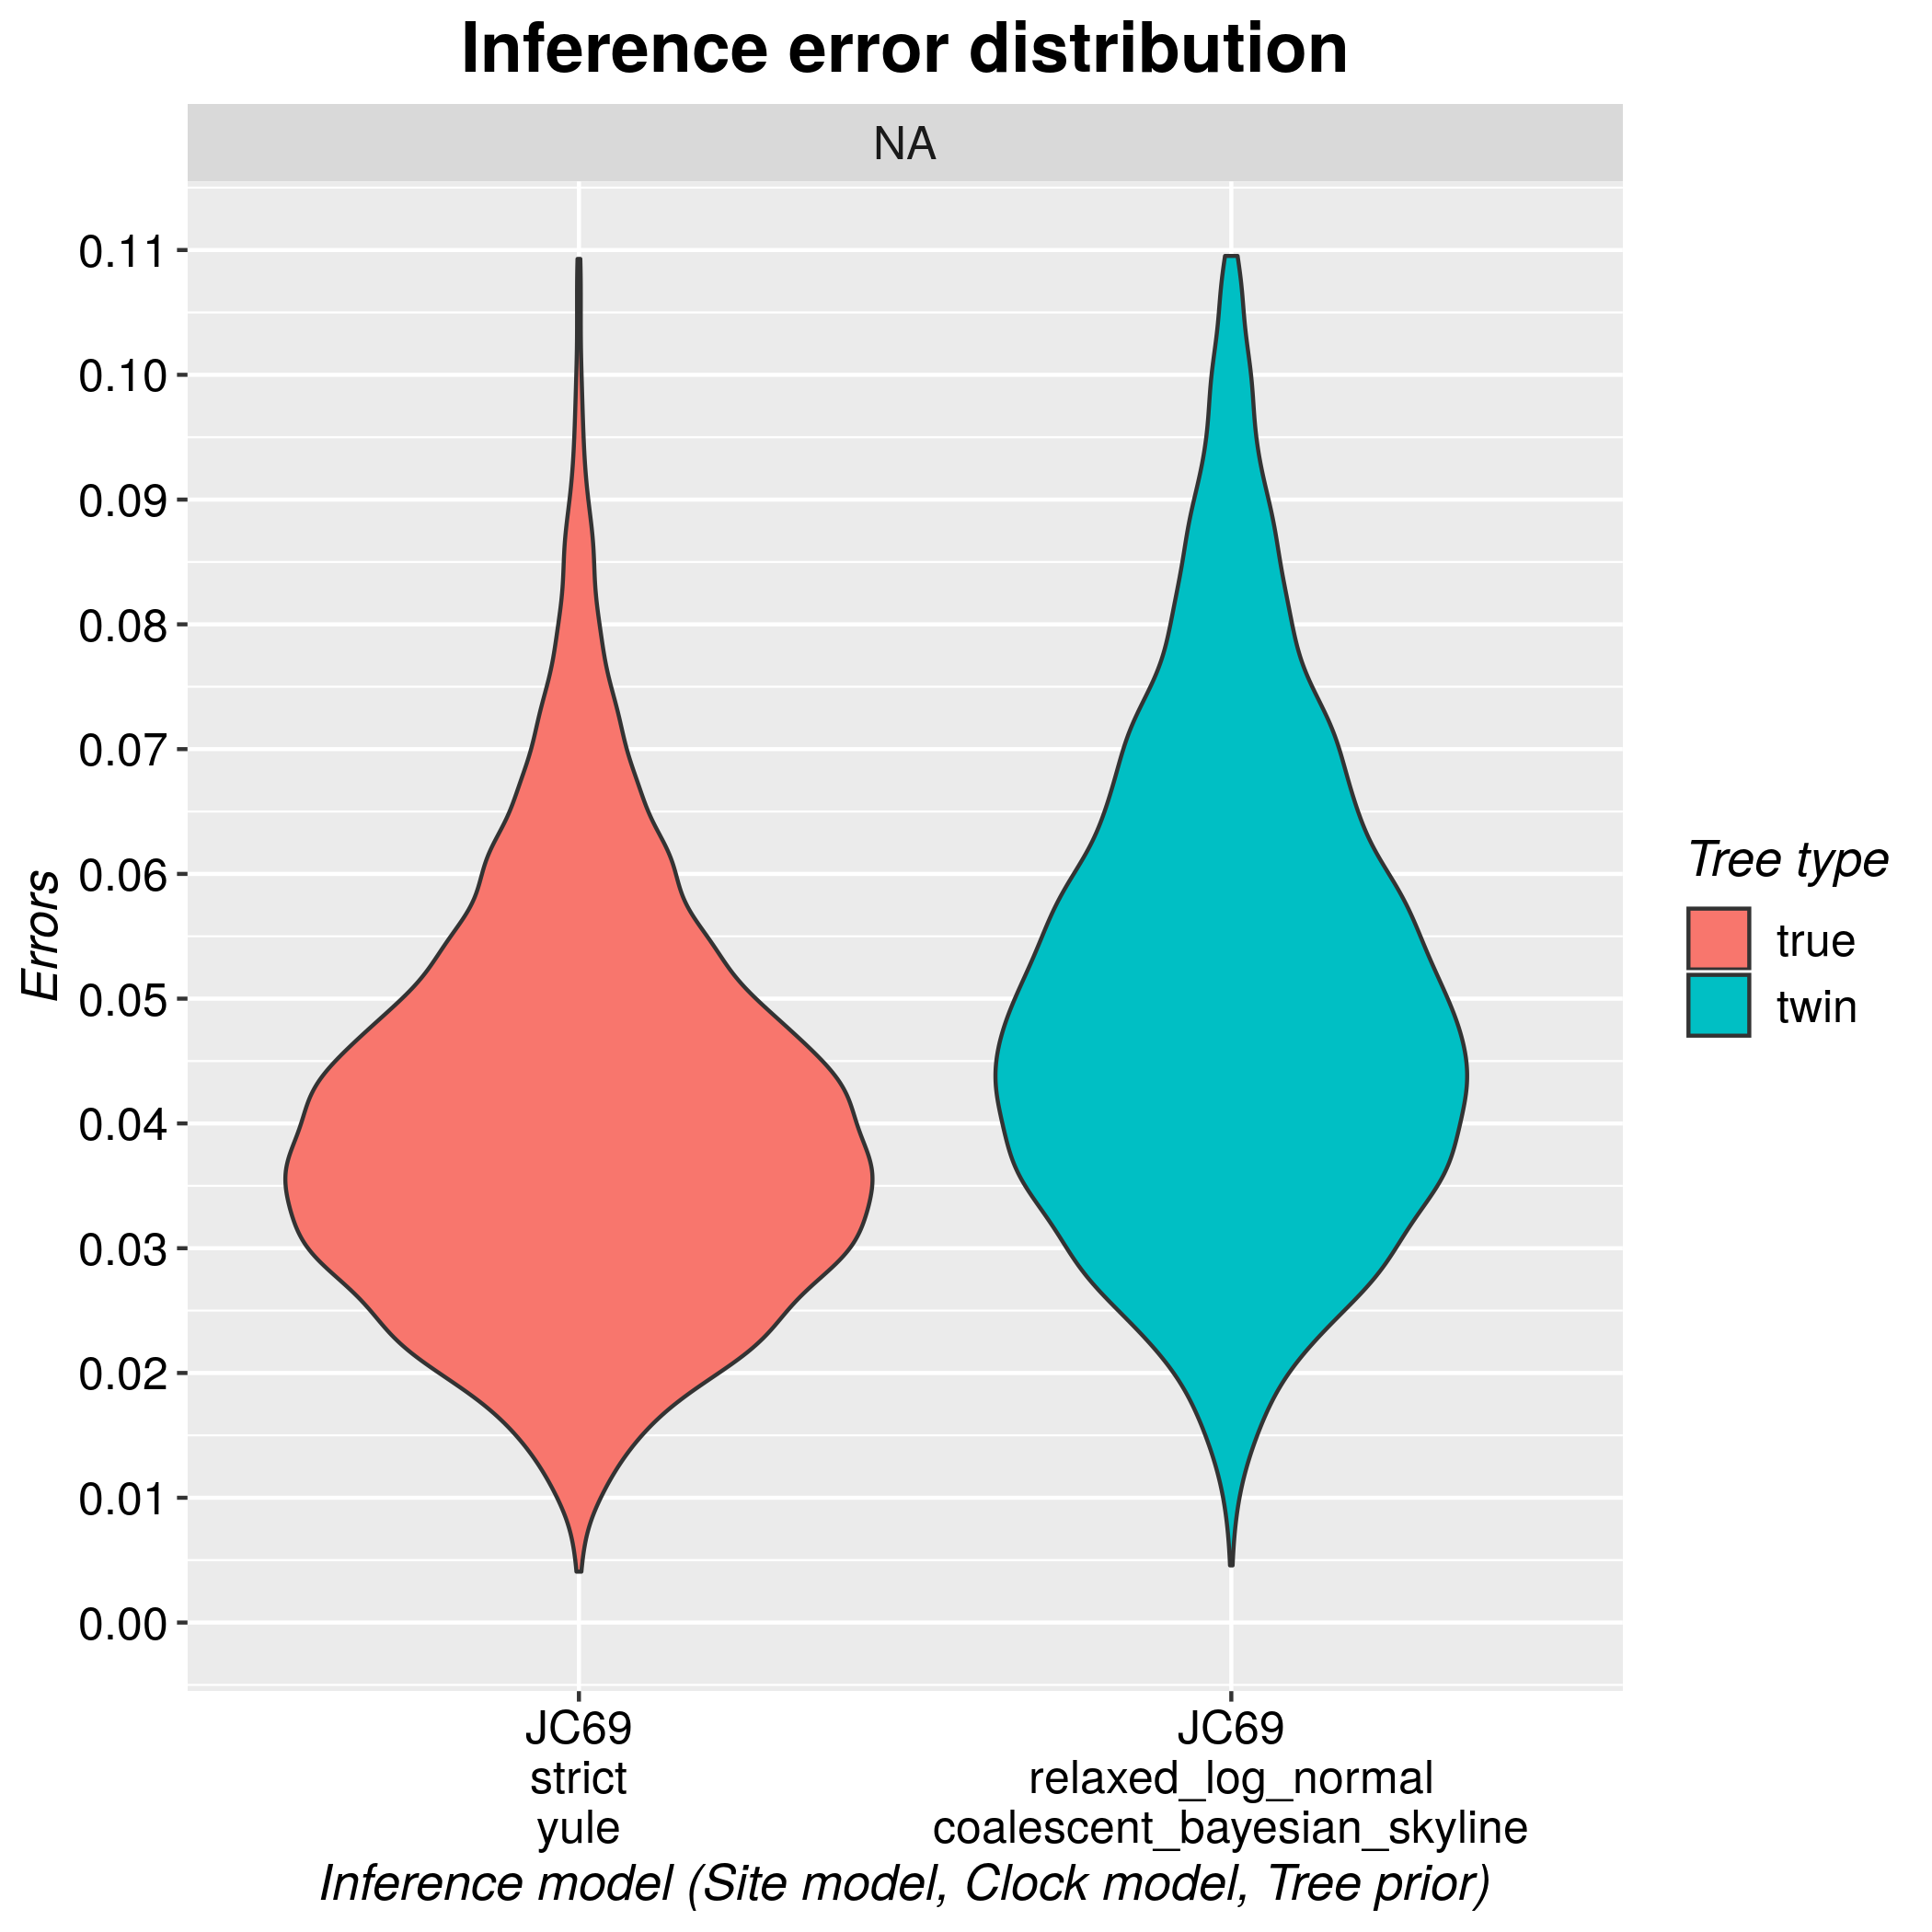 Inference error distribution
NA
0.11
0.10
0.09
0.08
0.07
0.06
0.05
0.04
0.03
0.02
0.01
0.00
Errors
JC69
strict
yule
JC69
relaxed_log_normal
coalescent_bayesian_skyline
Inference model (Site model, Clock model, Tree prior)
Tree type
true
twin